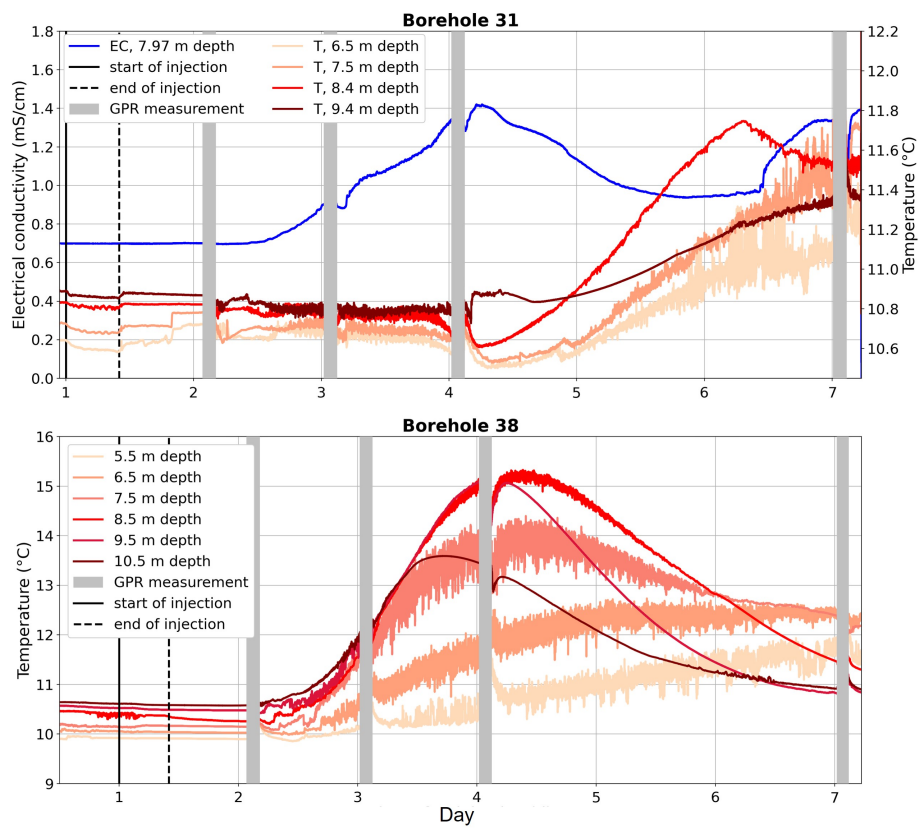 Borehole 31
EC, 7.97 m depth
start of injection
end of injection
GPR measurement
T, 6.5 m depth
T, 7.5 m depth
T, 8.4 m depth
T, 9.4 m depth
Electrical conductivity (mS/cm)
1.8
1.6
1.4
1.2
1.0
0.8
0.6
0.4
0.2
0.0
Temperature (°C)
12.2
12.0
11.8
11.6
11.4
11.2
11.0
10.8
10.6
1 2 3 4 5 6 7
Borehole 38
5.5 m depth
6.5 m depth
7.5 m depth
8.5 m depth
9.5 m depth
10.5 m depth
GPR measurement
start of injection
end of injection
Temperature (°C)
16
15
14
13
12
11
10
9
1 2 3 4 5 6 7
Day